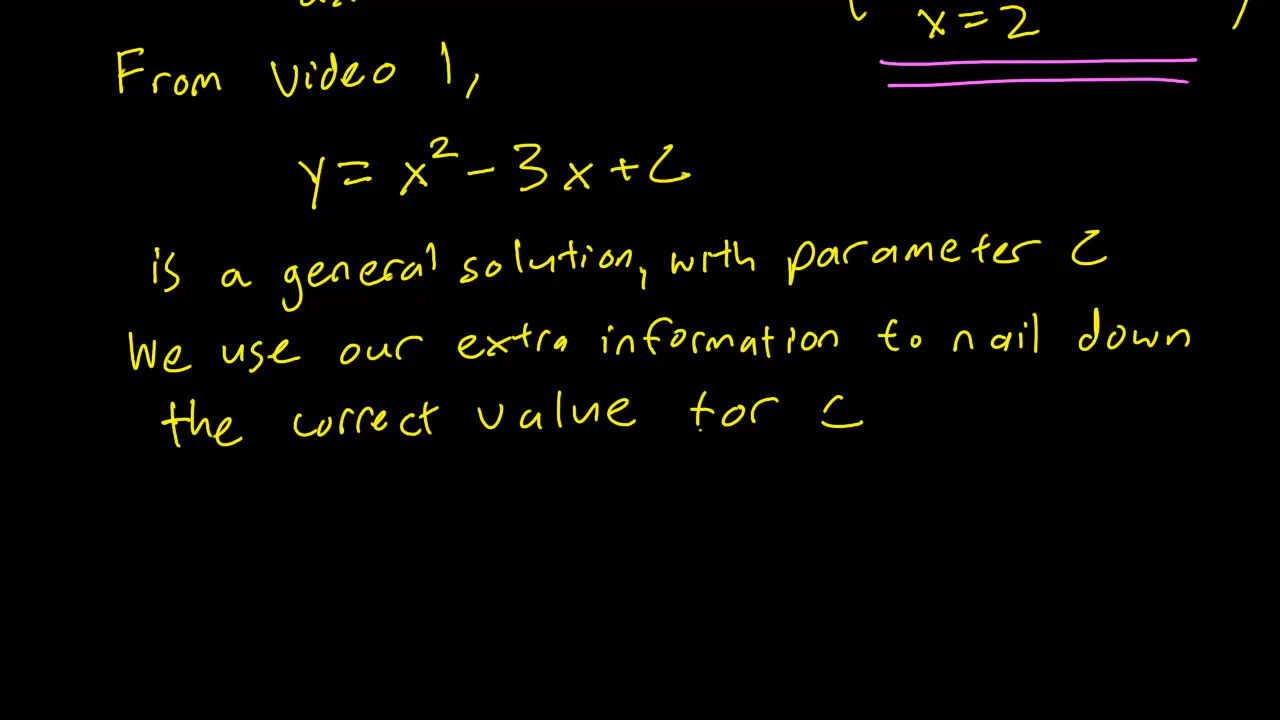 x=2
From video 1,
y = x² - 3x + c
is a general solution, with parameter c
We use our extra information to nail down
the correct value for c